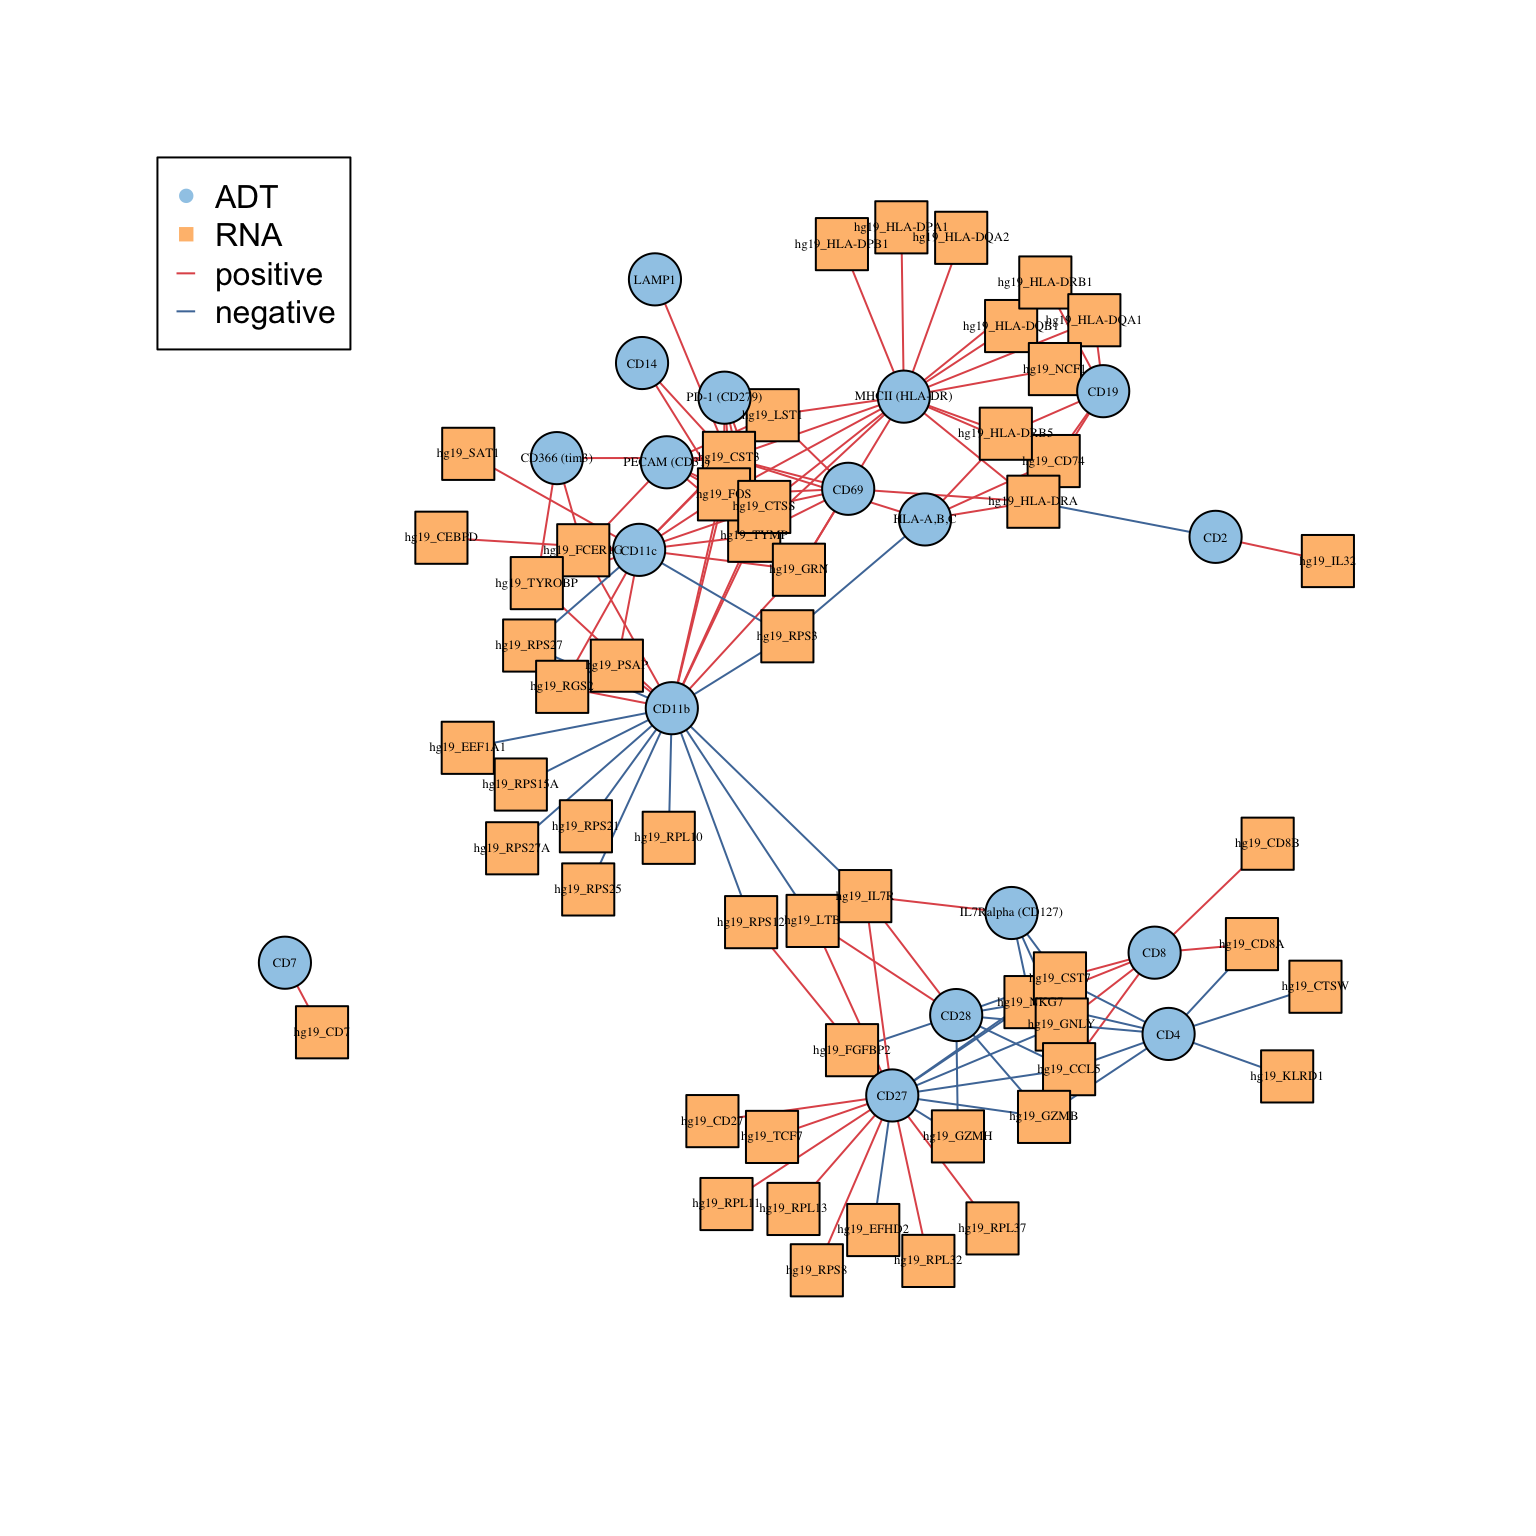 ADT
RNA
positive
negative
hg19_HLA-DPA1
hg19_HLA-DPB1
hg19_HLA-DQA2
LAMP1
hg19_HLA-DRB1
hg19_HLA-DQB1
hg19_HLA-DQA1
CD14
hg19_NCF1
PD-1 (CD279)
MHCII (HLA-DR)
CD19
hg19_LST1
hg19_HLA-DRB5
hg19_SAT1
CD366 (tim3)
PECAM (CD31)
hg19_CST3
hg19_CD74
hg19_FOS
CD69
hg19_HLA-DRA
hg19_CTSS
HLA-A,B,C
hg19_CEBPD
hg19_TYMP
CD2
hg19_FCER1G
CD11c
hg19_IL32
hg19_GRN
hg19_TYROBP
hg19_RPS3
hg19_RPS27
hg19_PSAP
hg19_RGS2
CD11b
hg19_EEF1A1
hg19_RPS15A
hg19_RPS21
hg19_RPL10
hg19_CD8B
hg19_RPS27A
hg19_RPS25
hg19_IL7R
IL7Ralpha (CD127)
hg19_RPS12
hg19_LTB
hg19_CD8A
CD8
CD7
hg19_CST7
hg19_CTSW
hg19_NKG7
CD28
hg19_GNLY
hg19_CD7
CD4
hg19_FGFBP2
hg19_CCL5
hg19_KLRD1
CD27
hg19_GZMB
hg19_CD27
hg19_TCF7
hg19_GZMH
hg19_RPL11
hg19_RPL13
hg19_EFHD2
hg19_RPL37
hg19_RPL32
hg19_RPS8